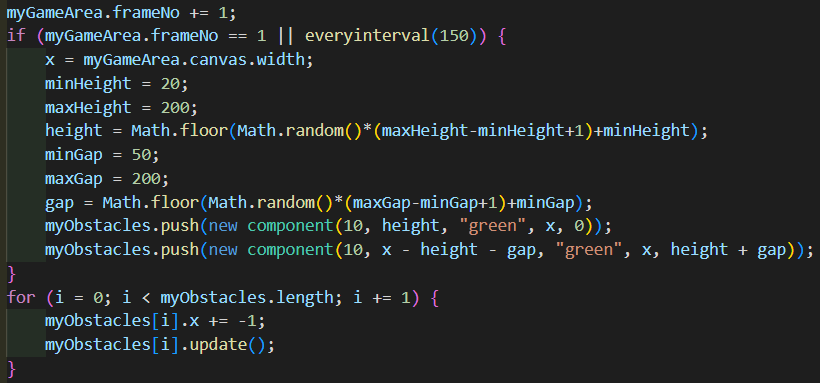 myGameArea.frameNo += 1;
if (myGameArea.frameNo == 1 || everyinterval(150)) {
    x = myGameArea.canvas.width;
    minHeight = 20;
    maxHeight = 200;
    height = Math.floor(Math.random()*(maxHeight-minHeight+1)+minHeight);
    minGap = 50;
    maxGap = 200;
    gap = Math.floor(Math.random()*(maxGap-minGap+1)+minGap);
    myObstacles.push(new component(10, height, "green", x, 0));
    myObstacles.push(new component(10, x - height - gap, "green", x, height + gap));
}
for (i = 0; i < myObstacles.length; i += 1) {
    myObstacles[i].x += -1;
    myObstacles[i].update();
}